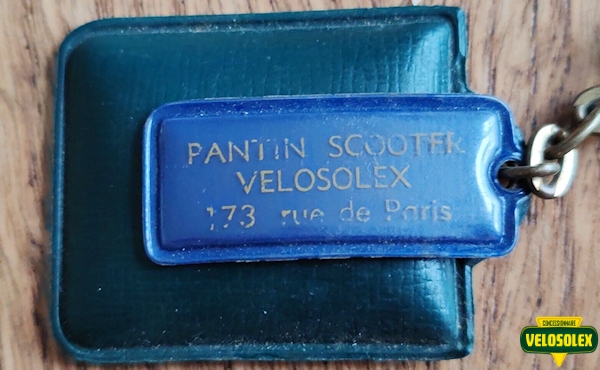 PANTIN SCOOTER
VELOSOLEX
173 rue de Paris
CONCESSIONNAIRE
VELOSOLEX